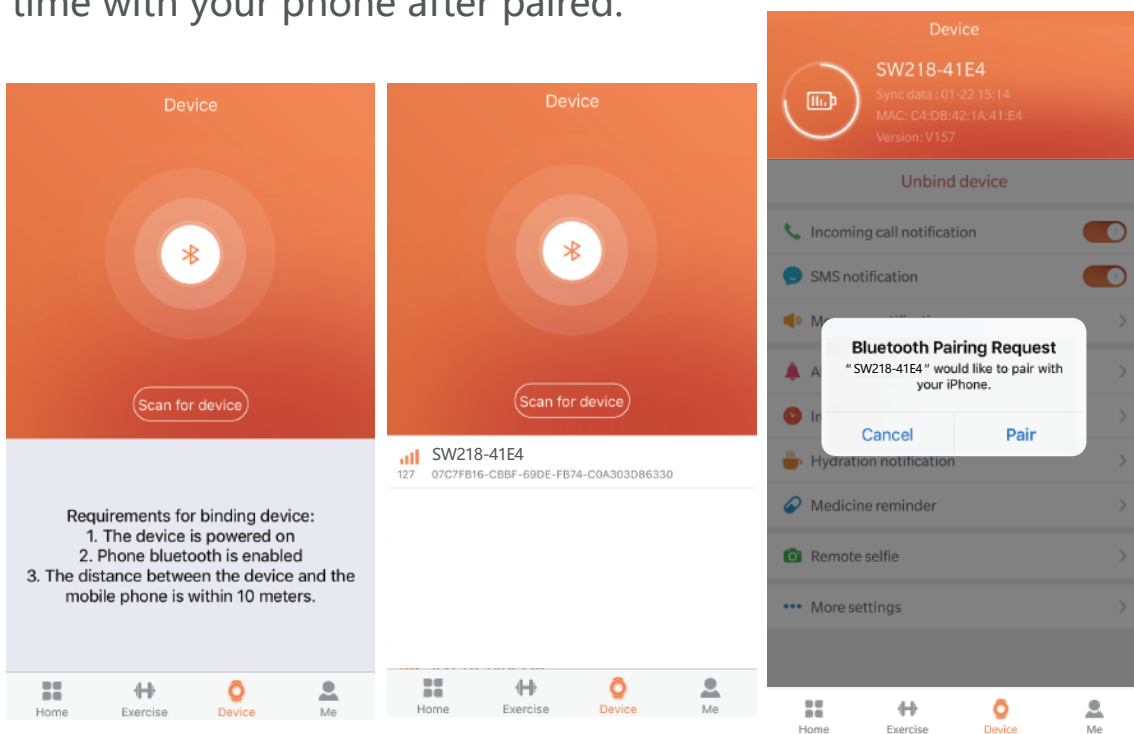 time with your phone after paired.
Device
Scan for device
Requirements for binding device:
1. The device is powered on
2. Phone bluetooth is enabled
3. The distance between the device and the
mobile phone is within 10 meters.
Home Exercise Device Me
Device
Scan for device
SW218-41E4
127 07C7FB16-CBBF-69DE-FB74-C0A303D86330
Home Exercise Device Me
Device
SW218-41E4
Sync data : 01-22 15:14
MAC: C4:DB:42:1A:41:E4
Version: V157
Unbind device
Incoming call notification
SMS notification
Bluetooth Pairing Request
"SW218-41E4" would like to pair with
your iPhone.
Cancel Pair
Hydration notification
Medicine reminder
Remote selfie
More settings
Home Exercise Device Me